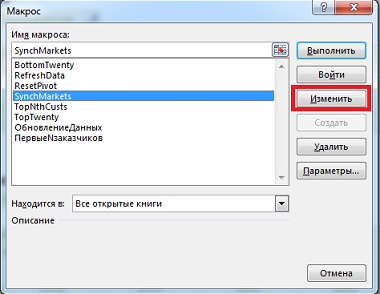 Макрос
Имя макроса:
SynchMarkets
Выполнить
BottomTwenty
RefreshData
ResetPivot
SynchMarkets
TopNthCusts
TopTwenty
ОбновлениеДанных
ПервыеNзаказчиков
Войти
Изменить
Создать
Удалить
Параметры...
Находится в:
Все открытые книги
Описание
Отмена